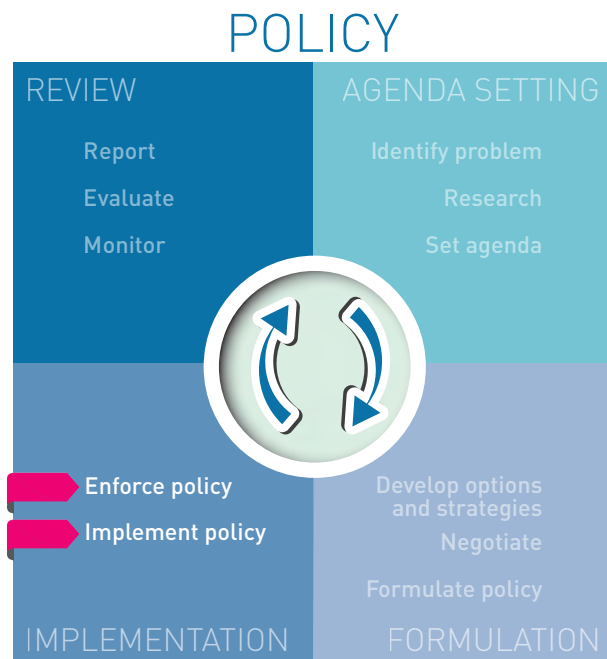 POLICY
REVIEW
Report
Evaluate
Monitor
AGENDA SETTING
Identify problem
Research
Set agenda
Enforce policy
Implement policy
IMPLEMENTATION
Develop options
and strategies
Negotiate
Formulate policy
FORMULATION